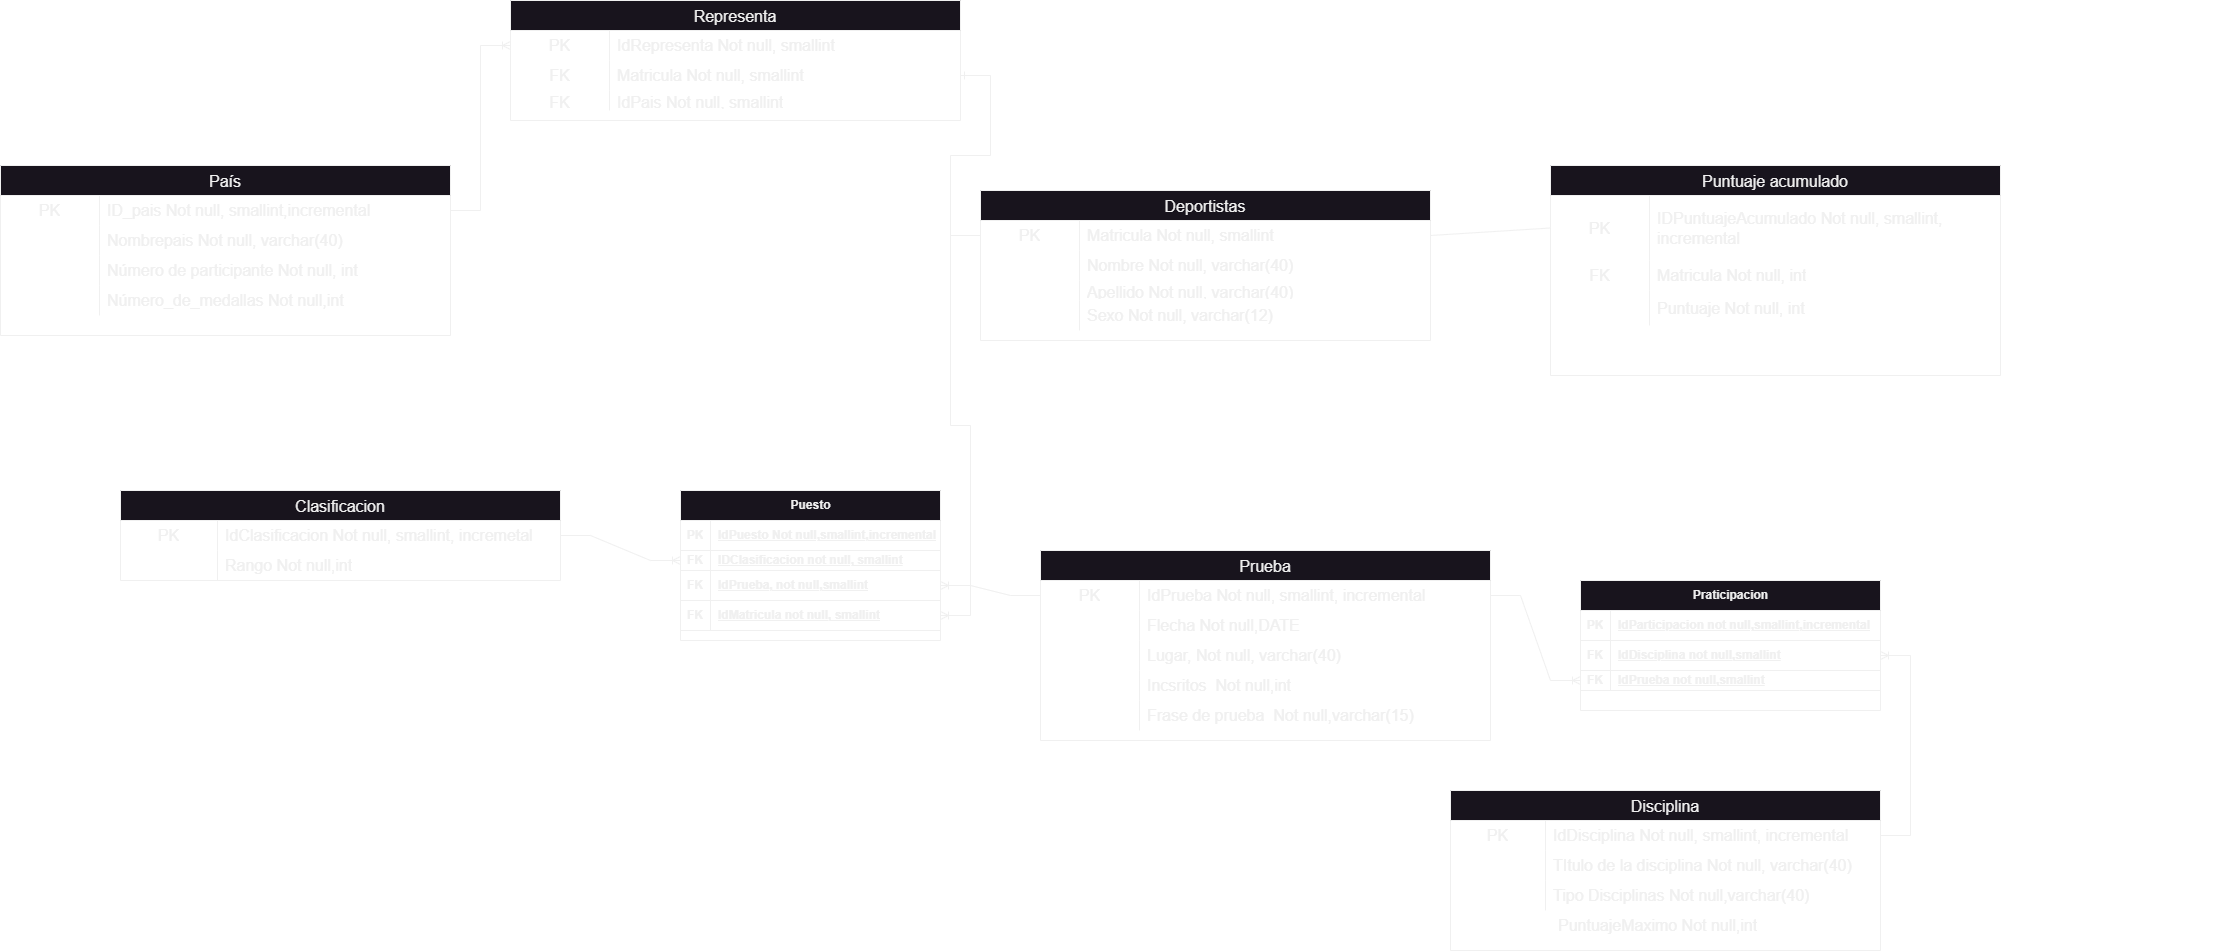 Representa
PK IdRepresenta Not null, smallint
FK Matricula Not null, smallint
FK IdPais Not null, smallint
País
PK ID_pais Not null, smallint,incremental
Nombrepais Not null, varchar(40)
Número de participante Not null, int
Número_de_medallas Not null,int
Deportistas
PK Matricula Not null, smallint
Nombre Not null, varchar(40)
Apellido Not null, varchar(40)
Sexo Not null, varchar(12)
Puntuaje acumulado
PK IDPuntuajeAcumulado Not null, smallint,
incremental
FK Matricula Not null, int
Puntuaje Not null, int
Clasificacion
PK IdClasificacion Not null, smallint, incremetal
Rango Not null,int
Puesto
PK IdPuesto Not null,smallint,incremental
FK IDClasificacion not null, smallint
FK IdPrueba, not null,smallint
FK IdMatricula not null, smallint
Prueba
PK IdPrueba Not null, smallint, incremental
Flecha Not null,DATE
Lugar, Not null, varchar(40)
Incsritos  Not null,int
Frase de prueba  Not null,varchar(15)
Praticipacion
PK IdParticipacion not null,smallint,incremental
FK IdDisciplina not null,smallint
FK IdPrueba not null,smallint
Disciplina
PK IdDisciplina Not null, smallint, incremental
TItulo de la disciplina Not null, varchar(40)
Tipo Disciplinas Not null,varchar(40)
PuntuajeMaximo Not null,int